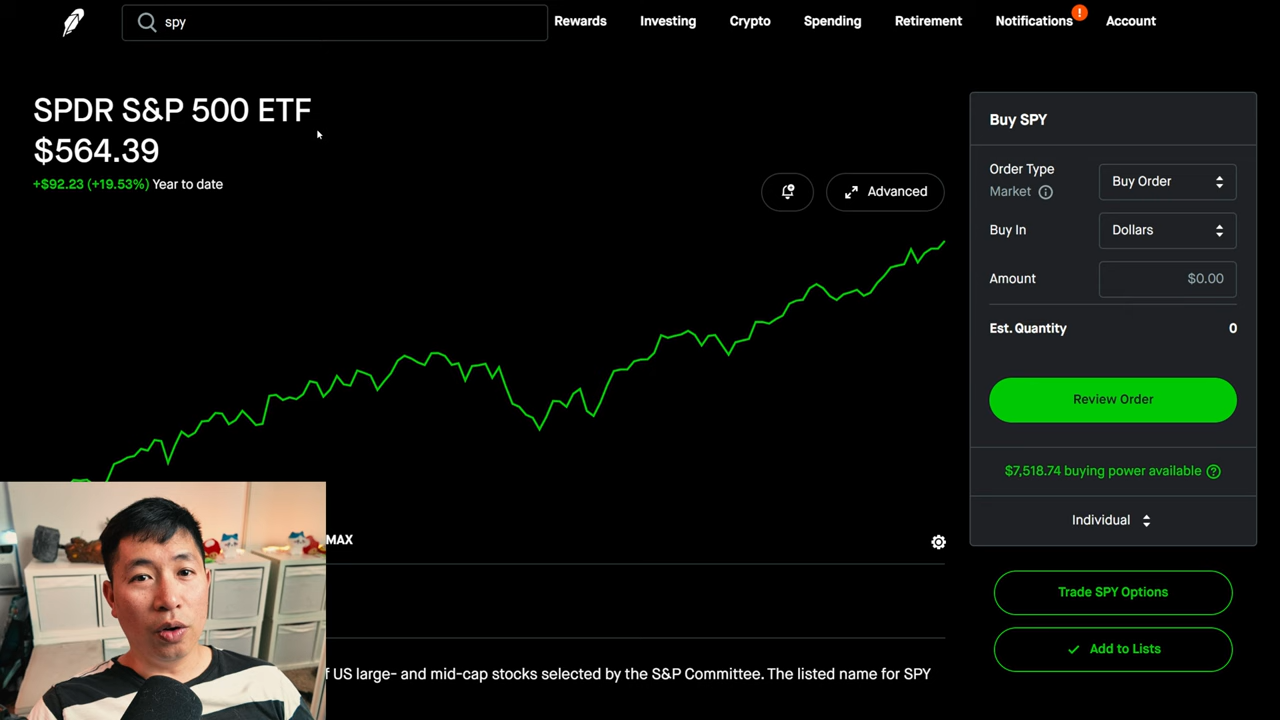 spy
Rewards
Investing
Crypto
Spending
Retirement
Notifications
!
Account
SPDR S&P 500 ETF
$564.39
+$92.23 (+19.53%) Year to date
Advanced
MAX
f US large- and mid-cap stocks selected by the S&P Committee. The listed name for SPY
Buy SPY
Order Type
Market
Buy Order
Buy In
Dollars
Amount
$0.00
Est. Quantity
0
Review Order
$7,518.74 buying power available
Individual
Trade SPY Options
Add to Lists